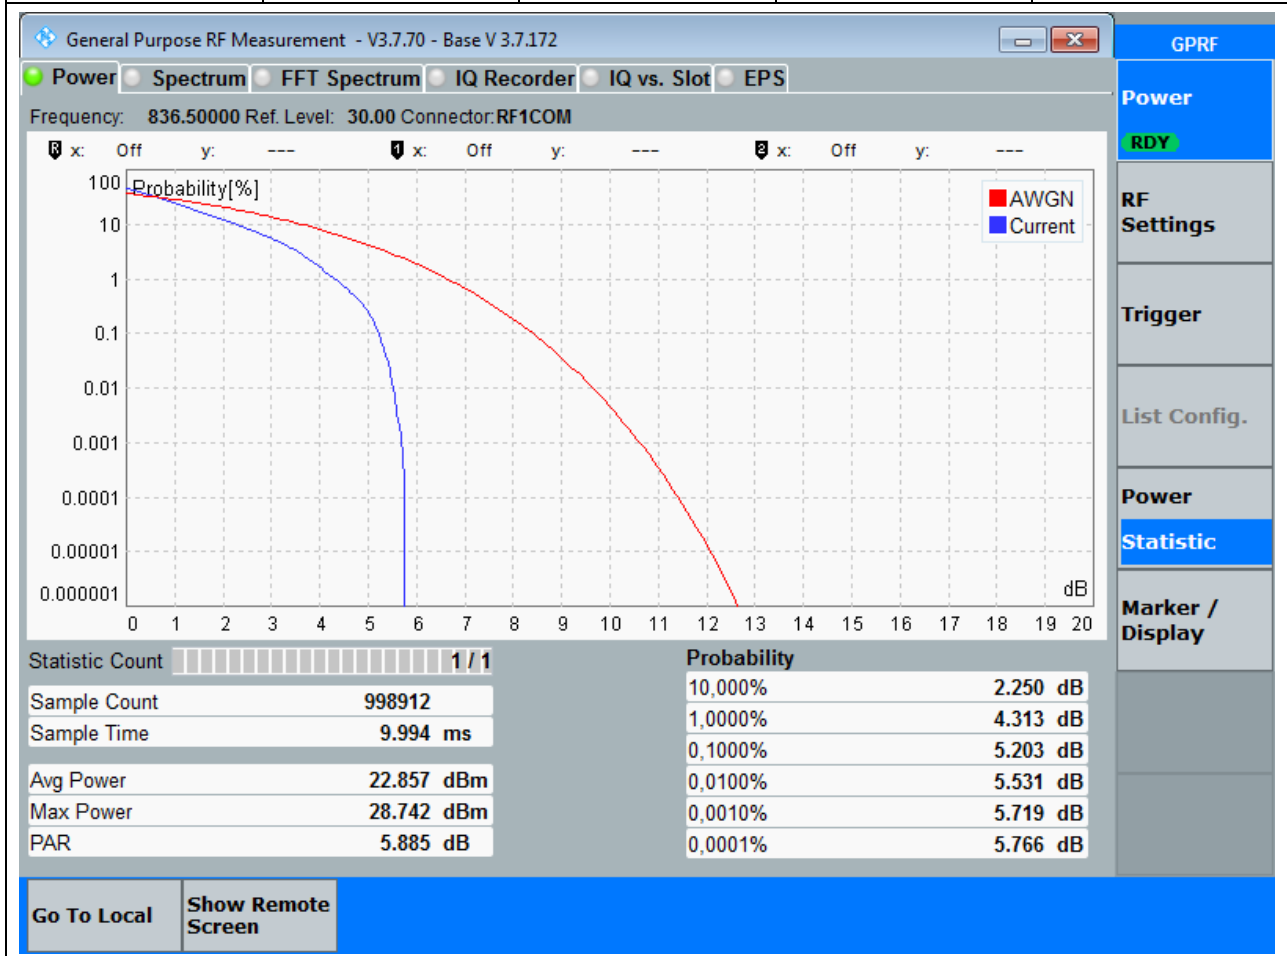 General Purpose RF Measurement - V3.7.70 - Base V 3.7.172
GPRF
Power Spectrum FFT Spectrum IQ Recorder IQ vs. Slot EPS
Frequency: 836.50000 Ref. Level: 30.00 Connector:RF1COM
R x: Off y: --- 1 x: Off y: --- 2 x: Off y: ---
Probability[%]
AWGN
Current
100
10
1
0.1
0.01
0.001
0.0001
0.00001
0.000001
dB
0 1 2 3 4 5 6 7 8 9 10 11 12 13 14 15 16 17 18 19 20
Statistic Count 1 / 1
Sample Count 998912
Sample Time 9.994 ms
Avg Power 22.857 dBm
Max Power 28.742 dBm
PAR 5.885 dB
Probability
10,000% 2.250 dB
1,0000% 4.313 dB
0,1000% 5.203 dB
0,0100% 5.531 dB
0,0010% 5.719 dB
0,0001% 5.766 dB
Power
RDY
RF
Settings
Trigger
List Config.
Power
Statistic
Marker /
Display
Go To Local
Show Remote
Screen